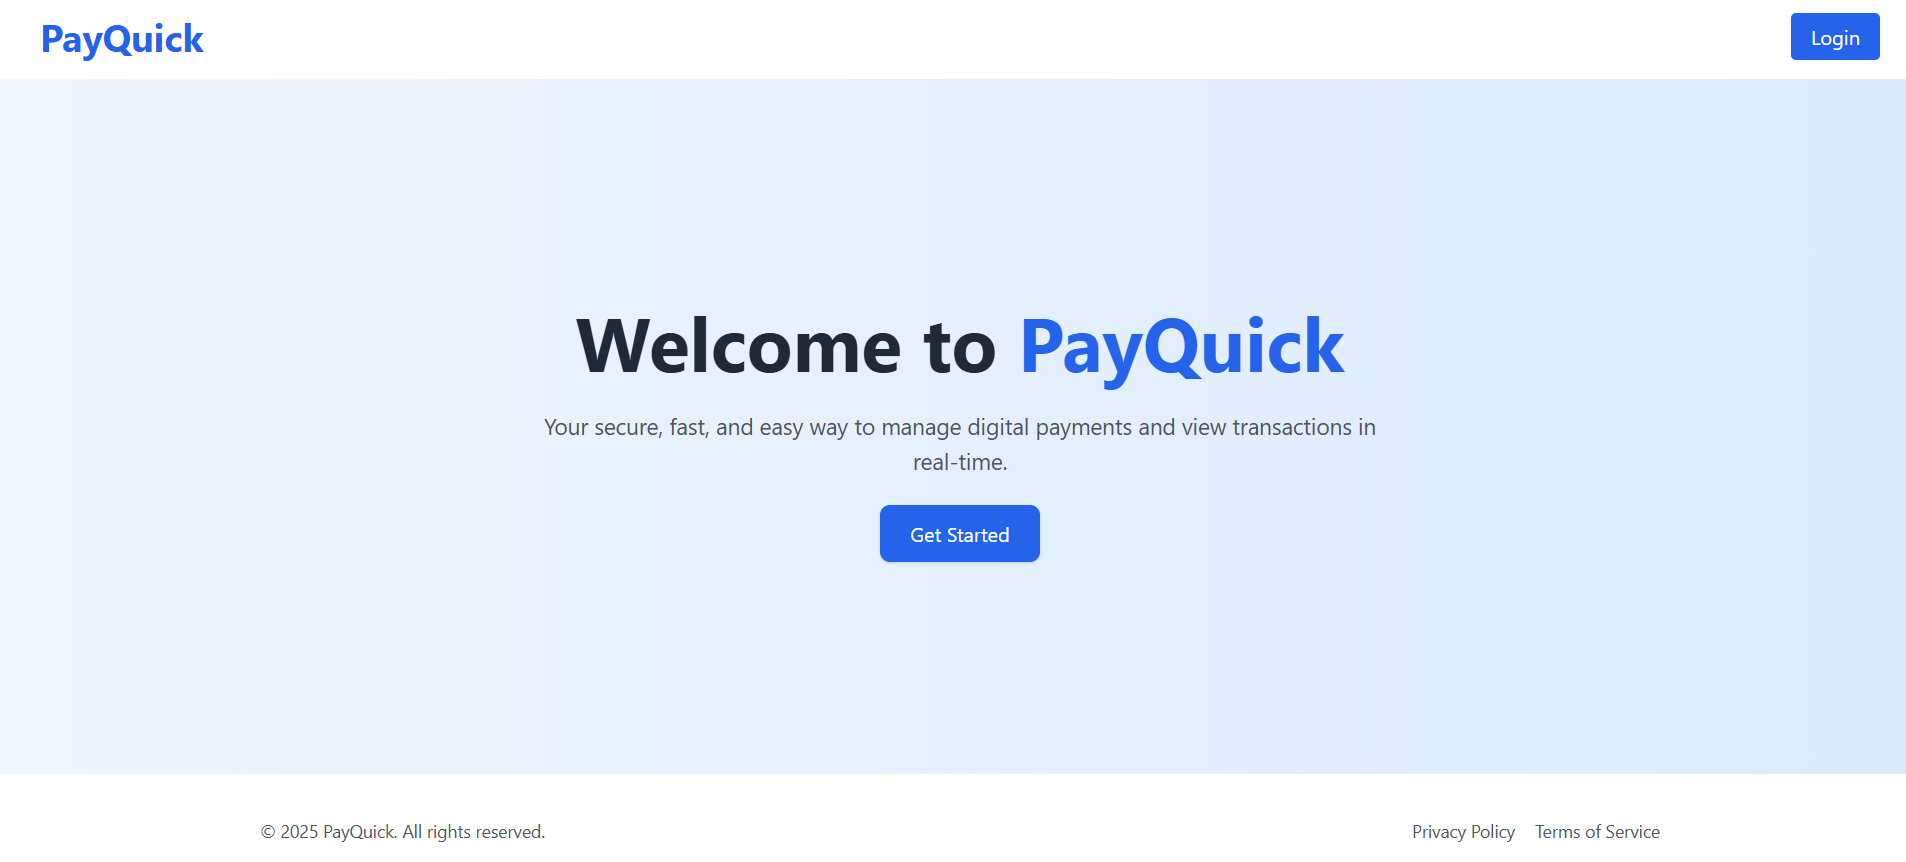 PayQuick
Login
Welcome to PayQuick
Your secure, fast, and easy way to manage digital payments and view transactions in
real-time.
Get Started
© 2025 PayQuick. All rights reserved.
Privacy Policy
Terms of Service